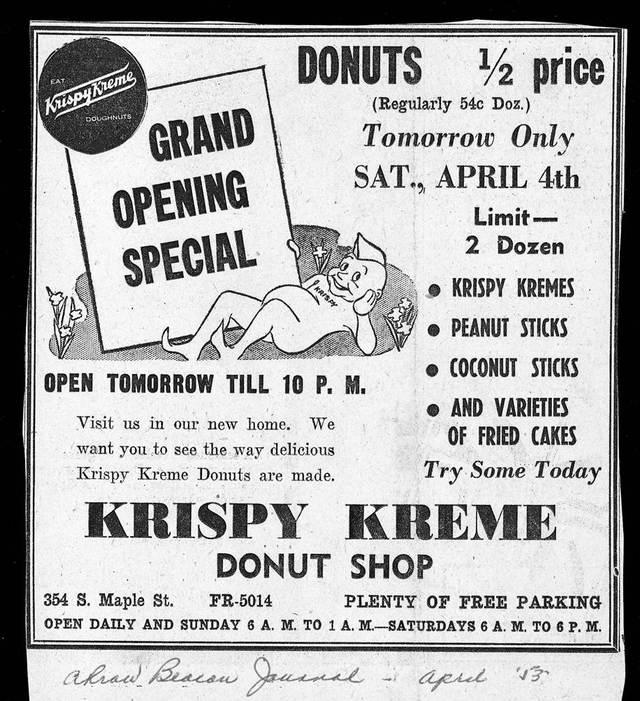 EAT
Krispy Kreme
DOUGHNUTS
GRAND
OPENING
SPECIAL
KRISPY
OPEN TOMORROW TILL 10 P. M.
Visit us in our new home. We
want you to see the way delicious
Krispy Kreme Donuts are made.
DONUTS 1/2 price
(Regularly 54c Doz.)
Tomorrow Only
SAT., APRIL 4th
Limit—
2 Dozen
• KRISPY KREMES
• PEANUT STICKS
• COCONUT STICKS
• AND VARIETIES
OF FRIED CAKES
Try Some Today
KRISPY KREME
DONUT SHOP
354 S. Maple St. FR-5014 PLENTY OF FREE PARKING
OPEN DAILY AND SUNDAY 6 A. M. TO 1 A. M.—SATURDAYS 6 A. M. TO 6 P. M.
Akron Beacon Journal - April '53